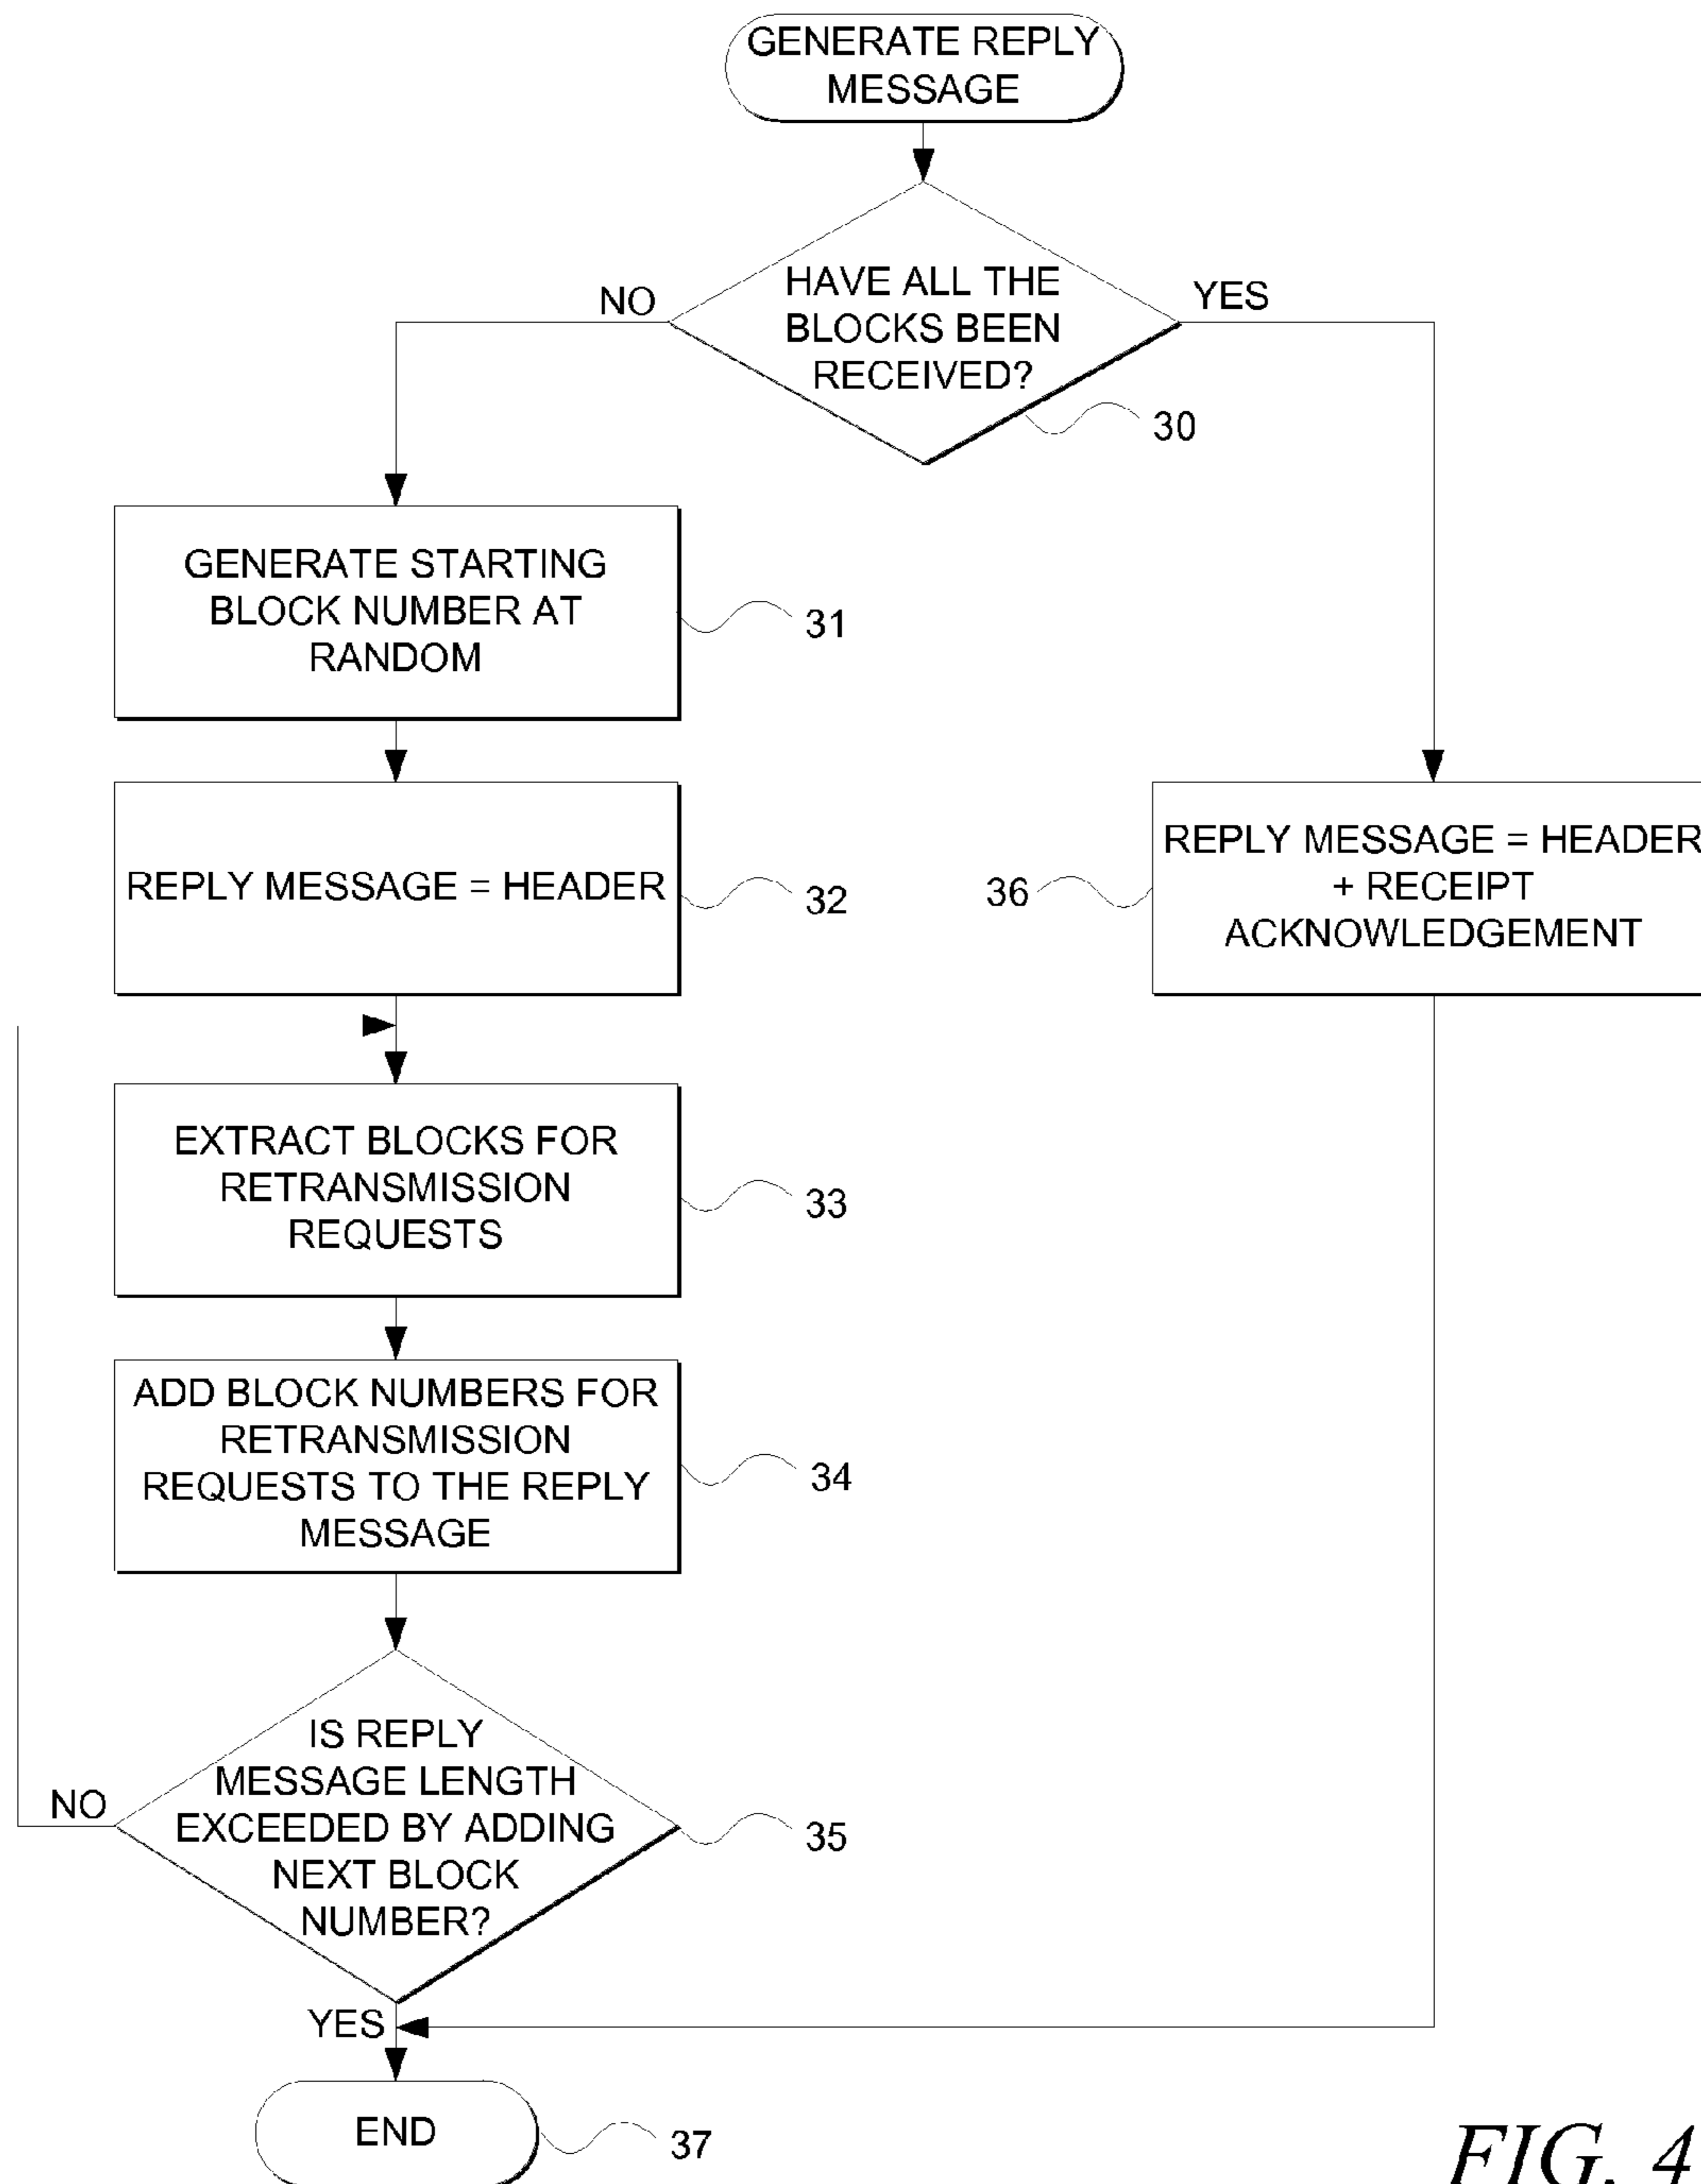 GENERATE REPLY
MESSAGE
HAVE ALL THE
BLOCKS BEEN
RECEIVED?
NO
YES
30
GENERATE STARTING
BLOCK NUMBER AT
RANDOM
31
REPLY MESSAGE = HEADER
32
36
REPLY MESSAGE = HEADER
+ RECEIPT
ACKNOWLEDGEMENT
EXTRACT BLOCKS FOR
RETRANSMISSION
REQUESTS
33
ADD BLOCK NUMBERS FOR
RETRANSMISSION
REQUESTS TO THE REPLY
MESSAGE
34
IS REPLY
MESSAGE LENGTH
EXCEEDED BY ADDING
NEXT BLOCK
NUMBER?
NO
35
YES
END
37
FIG. 4